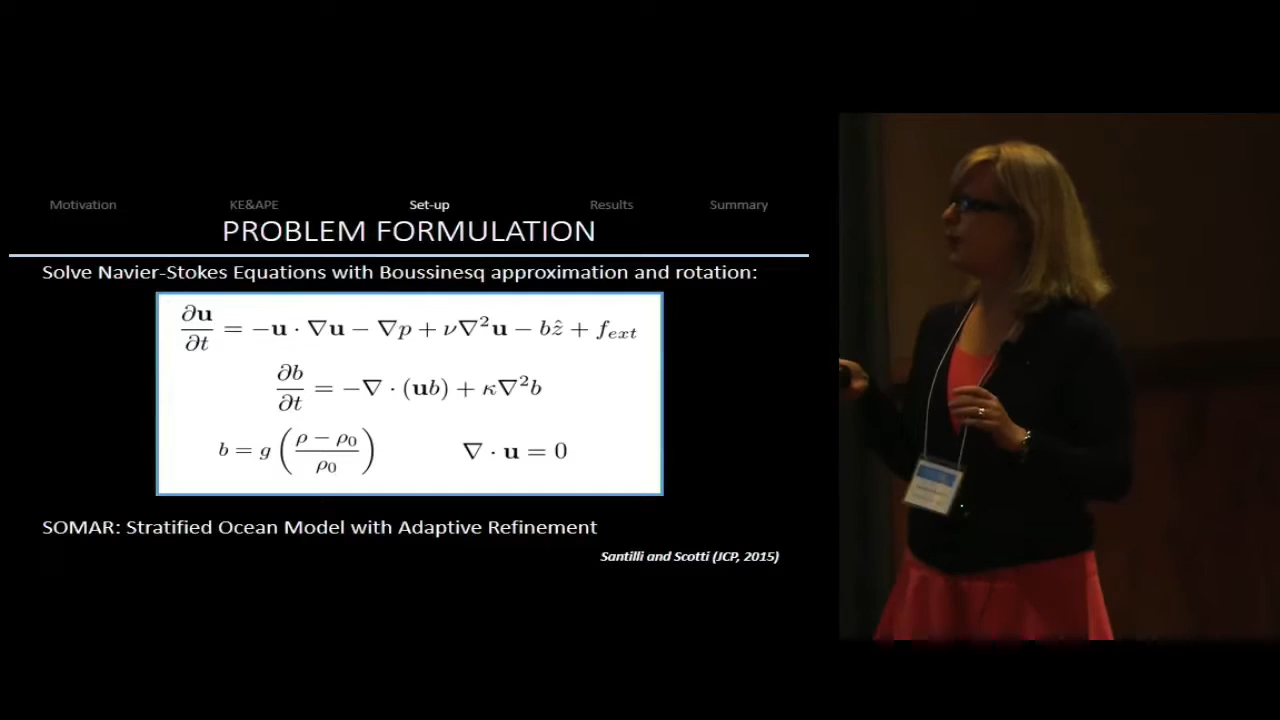 Motivation KE&APE Set-up Results Summary
PROBLEM FORMULATION
Solve Navier-Stokes Equations with Boussinesq approximation and rotation:
∂𝐮/∂t = −𝐮 · ∇𝐮 − ∇p + ν∇²𝐮 − bẑ + f_ext
∂b/∂t = −∇ · (𝐮b) + κ∇²b
b = g((ρ − ρ₀)/ρ₀) ∇ · 𝐮 = 0
SOMAR: Stratified Ocean Model with Adaptive Refinement
Santilli and Scotti (JCP, 2015)